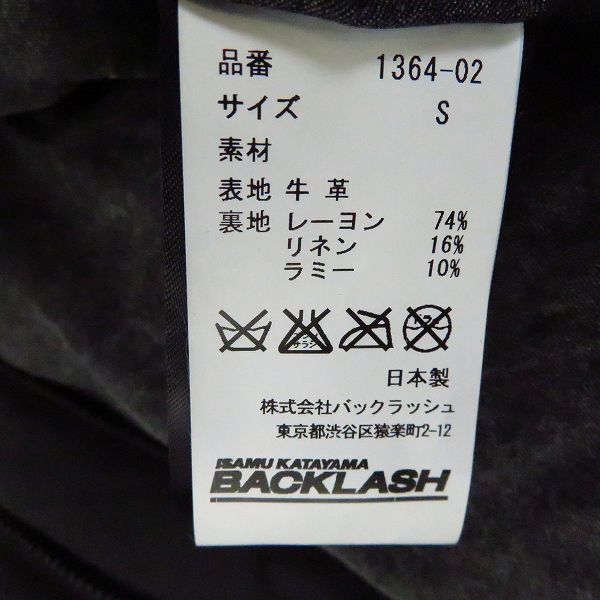 品番 1364-02
サイズ S
素材
表地 牛 革
裏地 レーヨン 74%
リネン 16%
ラミー 10%
日本製
株式会社バックラッシュ
東京都渋谷区猿楽町2-12
ISAMU KATAYAMA
BACKLASH